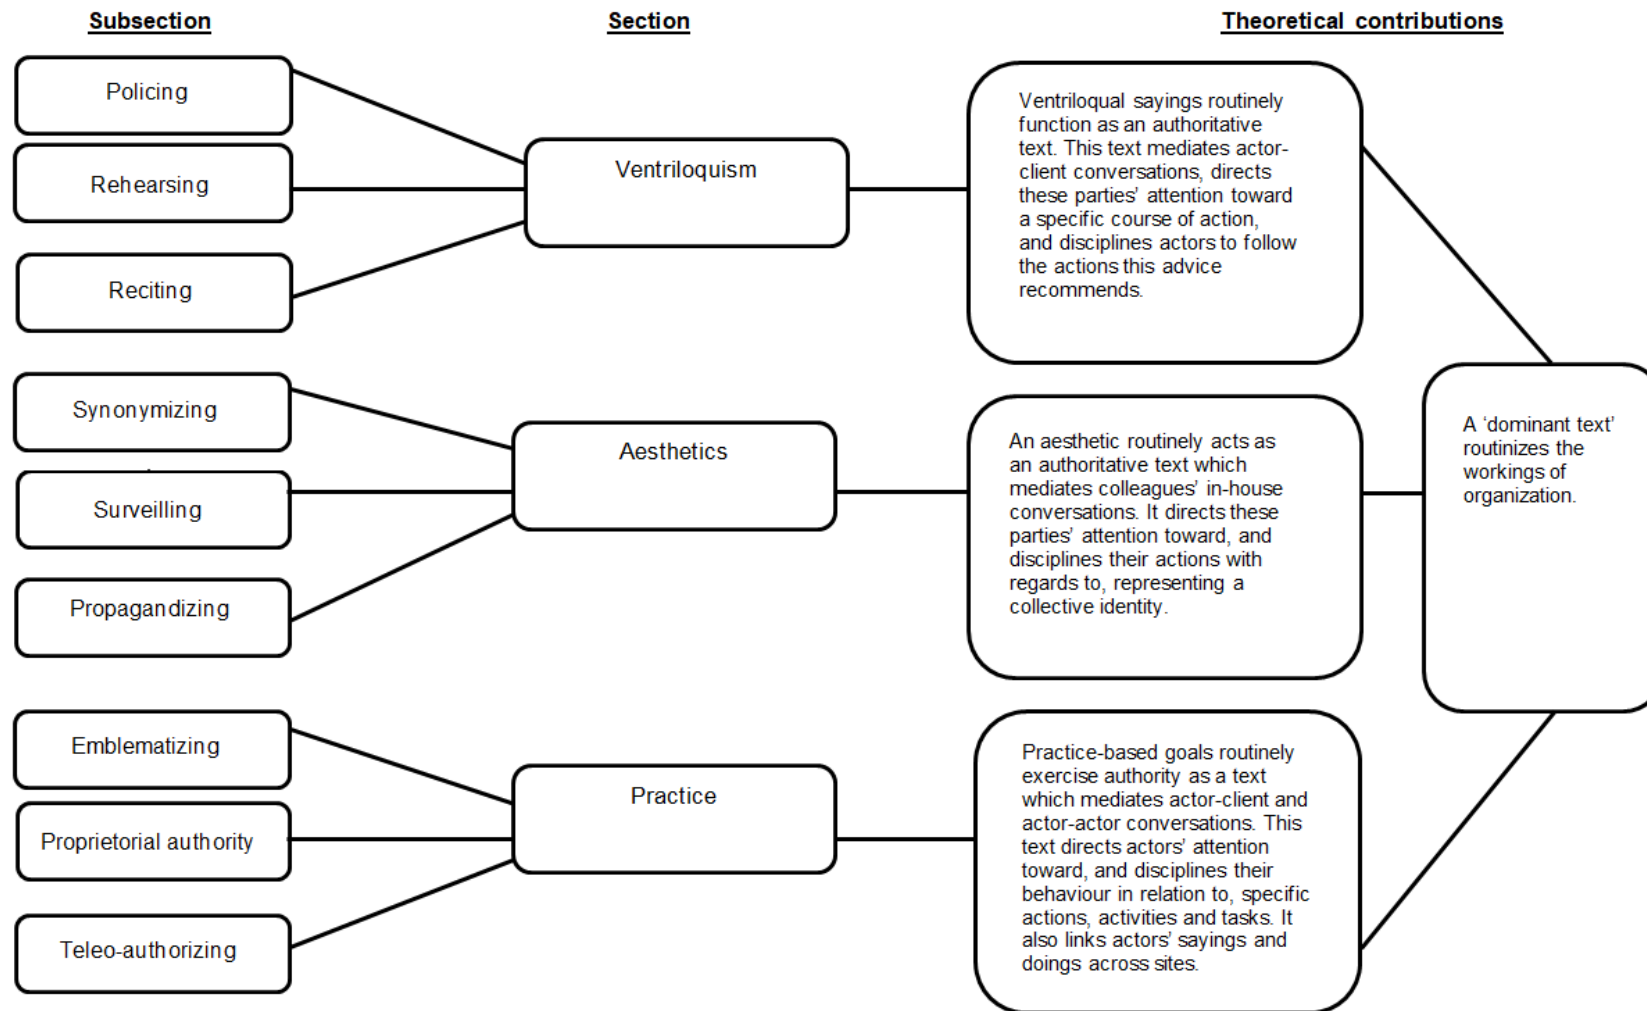 Subsection
Section
Theoretical contributions
Policing
Rehearsing
Reciting
Ventriloquism
Ventriloqual sayings routinely
function as an authoritative
text. This text mediates actor-
client conversations, directs
these parties’ attention toward
a specific course of action,
and disciplines actors to follow
the actions this advice
recommends.
Synonymizing
Surveilling
Propagandizing
Aesthetics
An aesthetic routinely acts as
an authoritative text which
mediates colleagues’ in-house
conversations. It directs these
parties’ attention toward, and
disciplines their actions with
regards to, representing a
collective identity.
A ‘dominant text’
routinizes the
workings of
organization.
Emblematizing
Proprietorial authority
Teleo-authorizing
Practice
Practice-based goals routinely
exercise authority as a text
which mediates actor-client and
actor-actor conversations. This
text directs actors’ attention
toward, and disciplines their
behaviour in relation to, specific
actions, activities and tasks. It
also links actors’ sayings and
doings across sites.